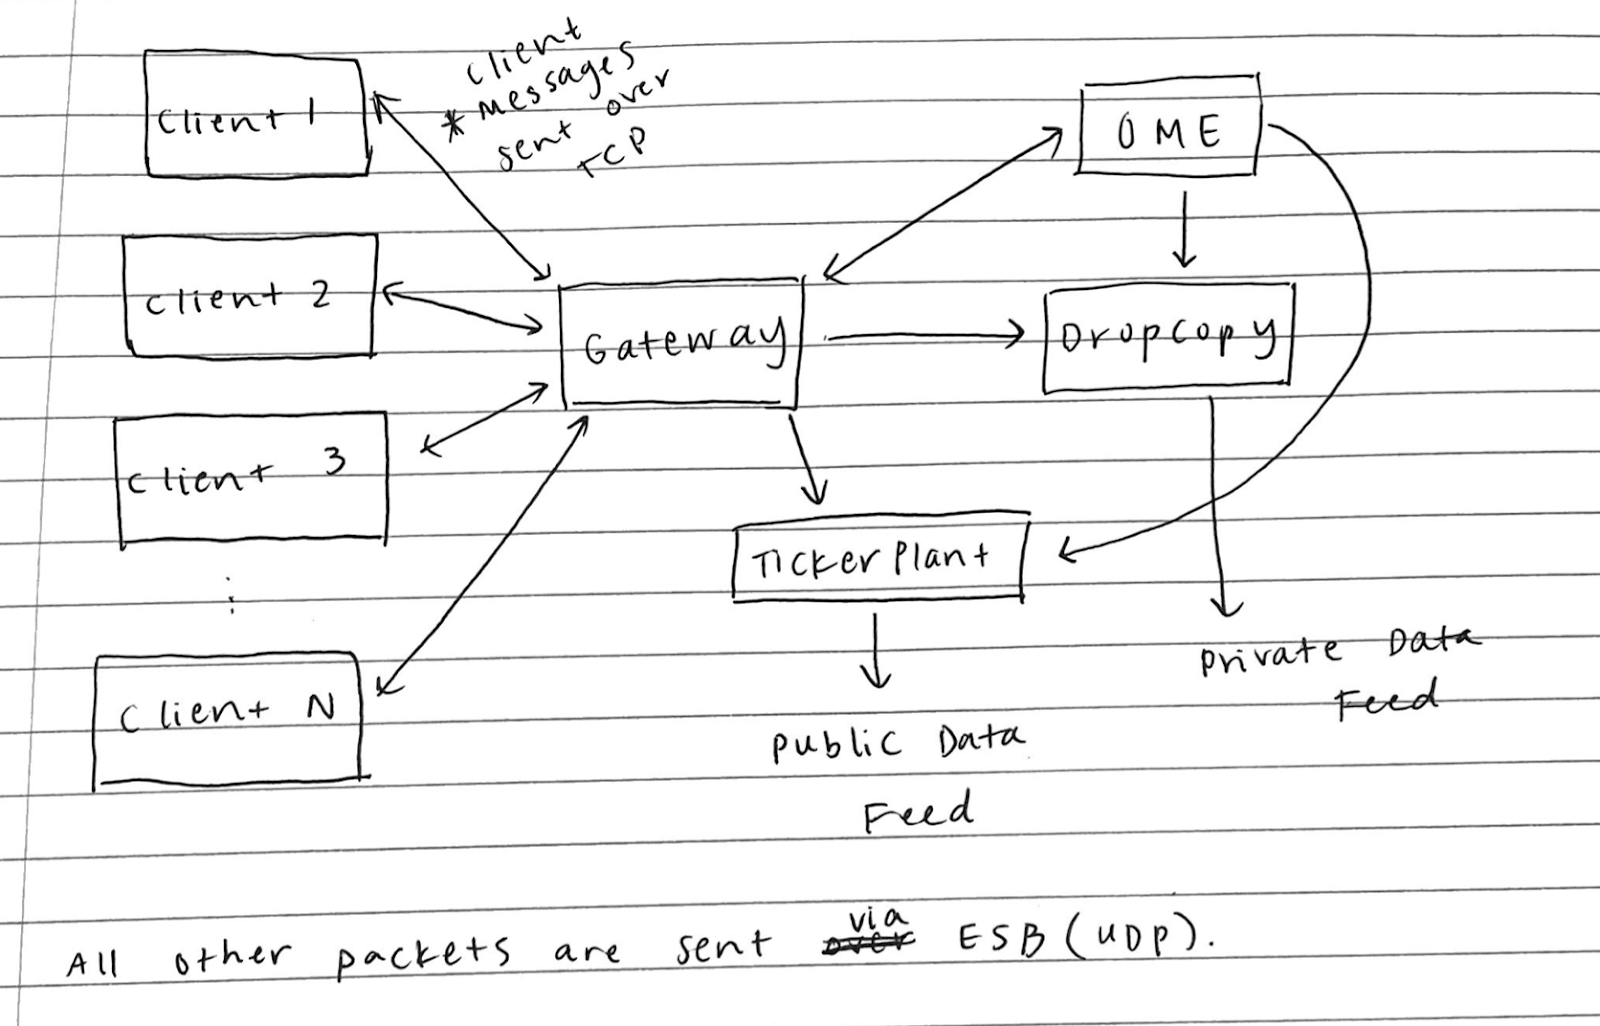 Client 1
client
* messages
sent over
TCP
OME
Client 2
Gateway
Dropcopy
Client 3
Ticker Plant
Client N
Private Data
Feed
Public Data
Feed
via
All other packets are sent over ESB (UDP).